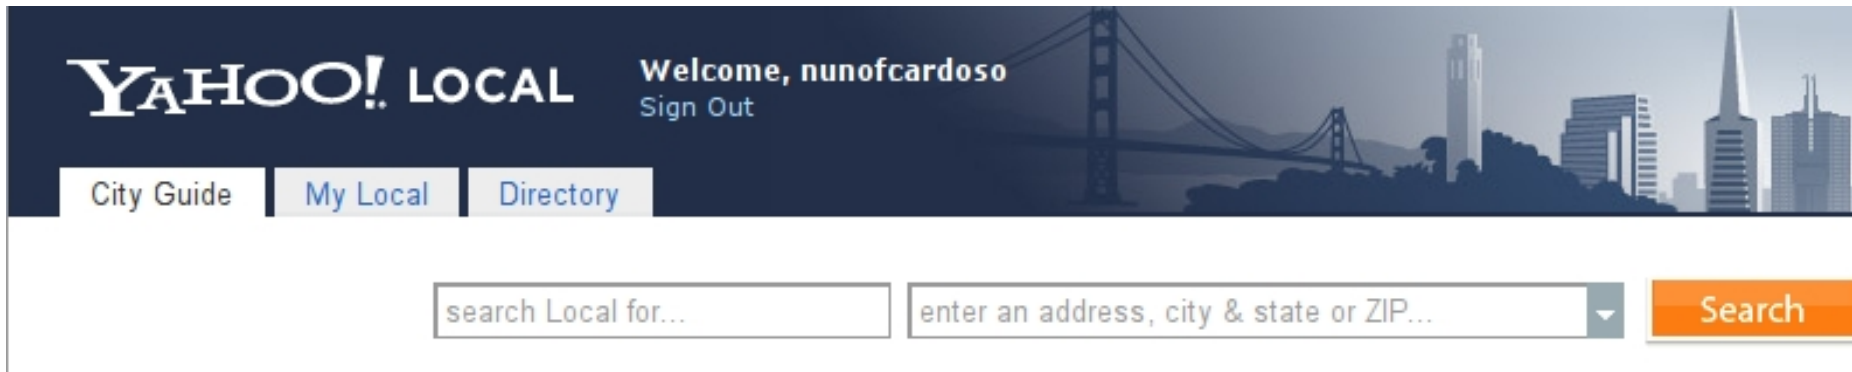 YAHOO! LOCAL
Welcome, nunofcardoso
Sign Out
City Guide My Local Directory
search Local for... enter an address, city & state or ZIP... Search